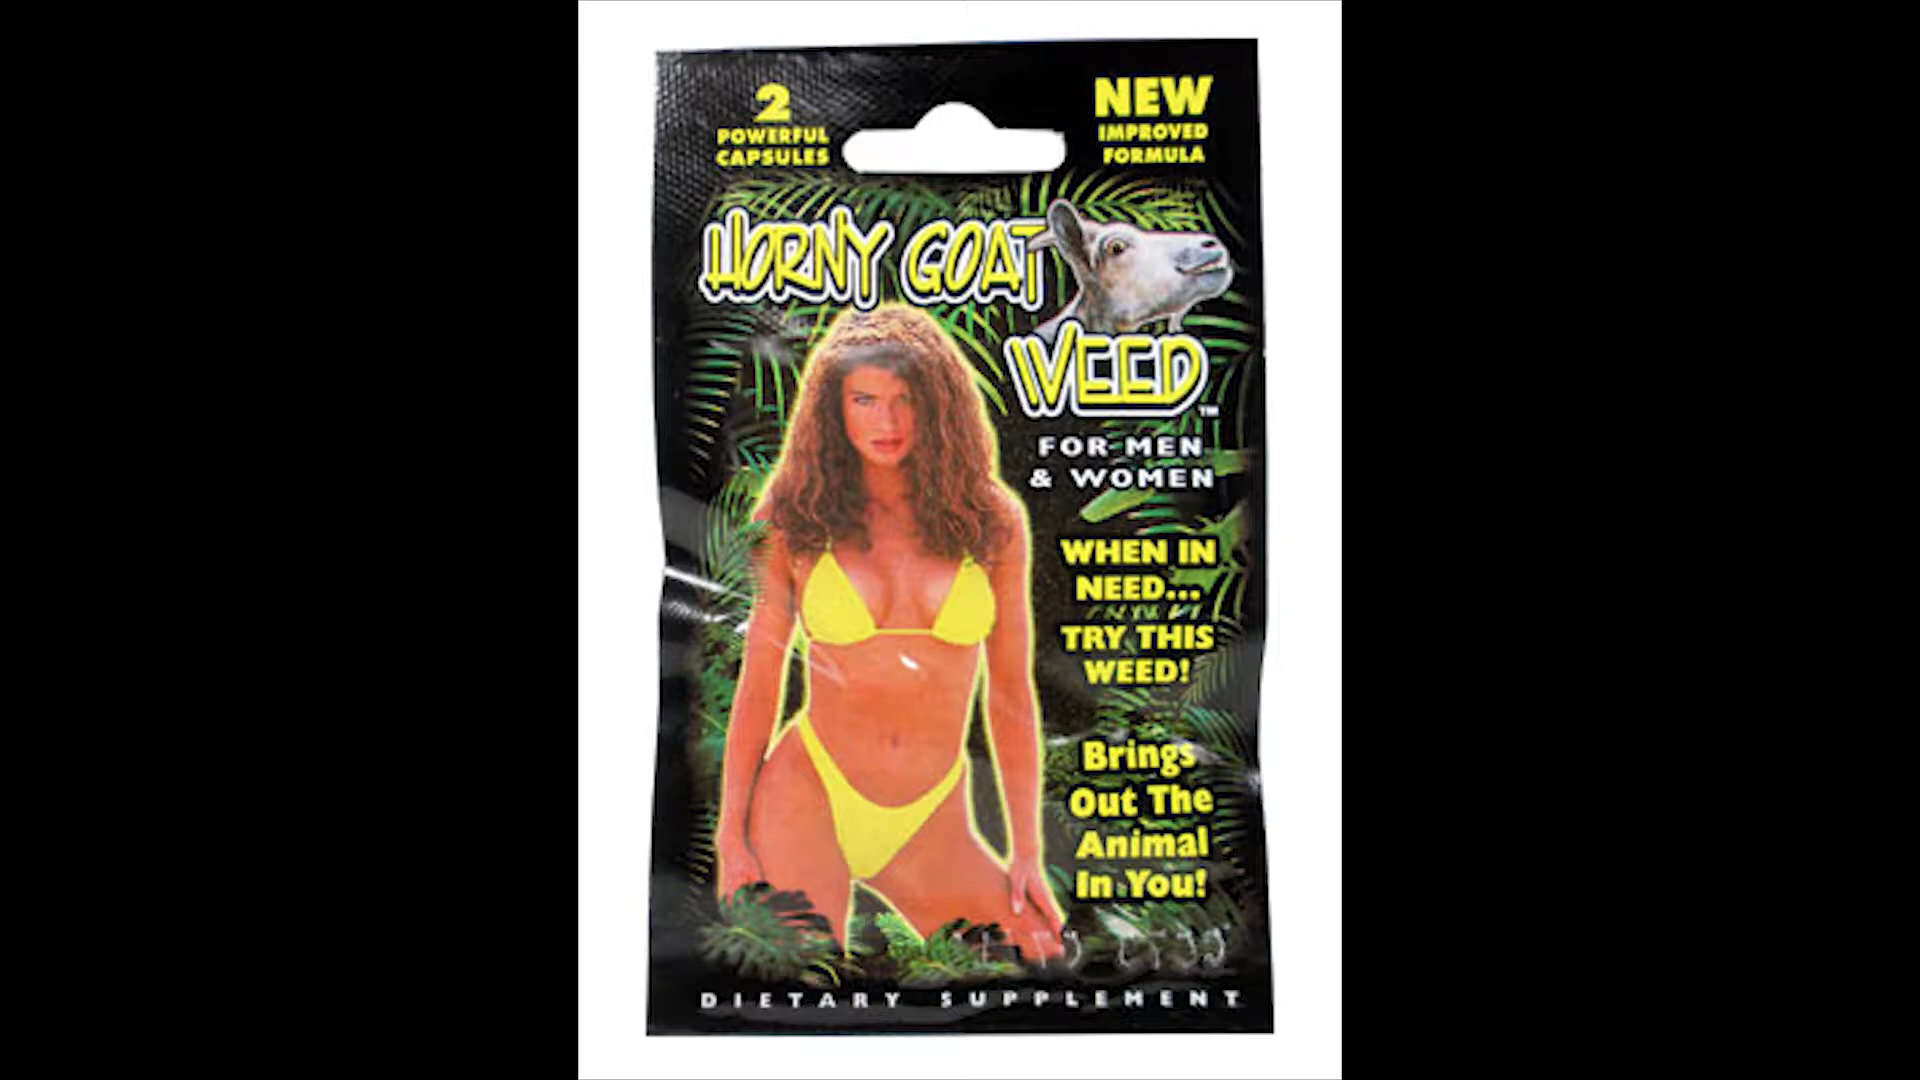 2
POWERFUL
CAPSULES
NEW
IMPROVED
FORMULA
HORNY GOAT
WEED™
FOR MEN
& WOMEN
WHEN IN
NEED...
TRY THIS
WEED!
Brings
Out The
Animal
In You!
DIETARY SUPPLEMENT